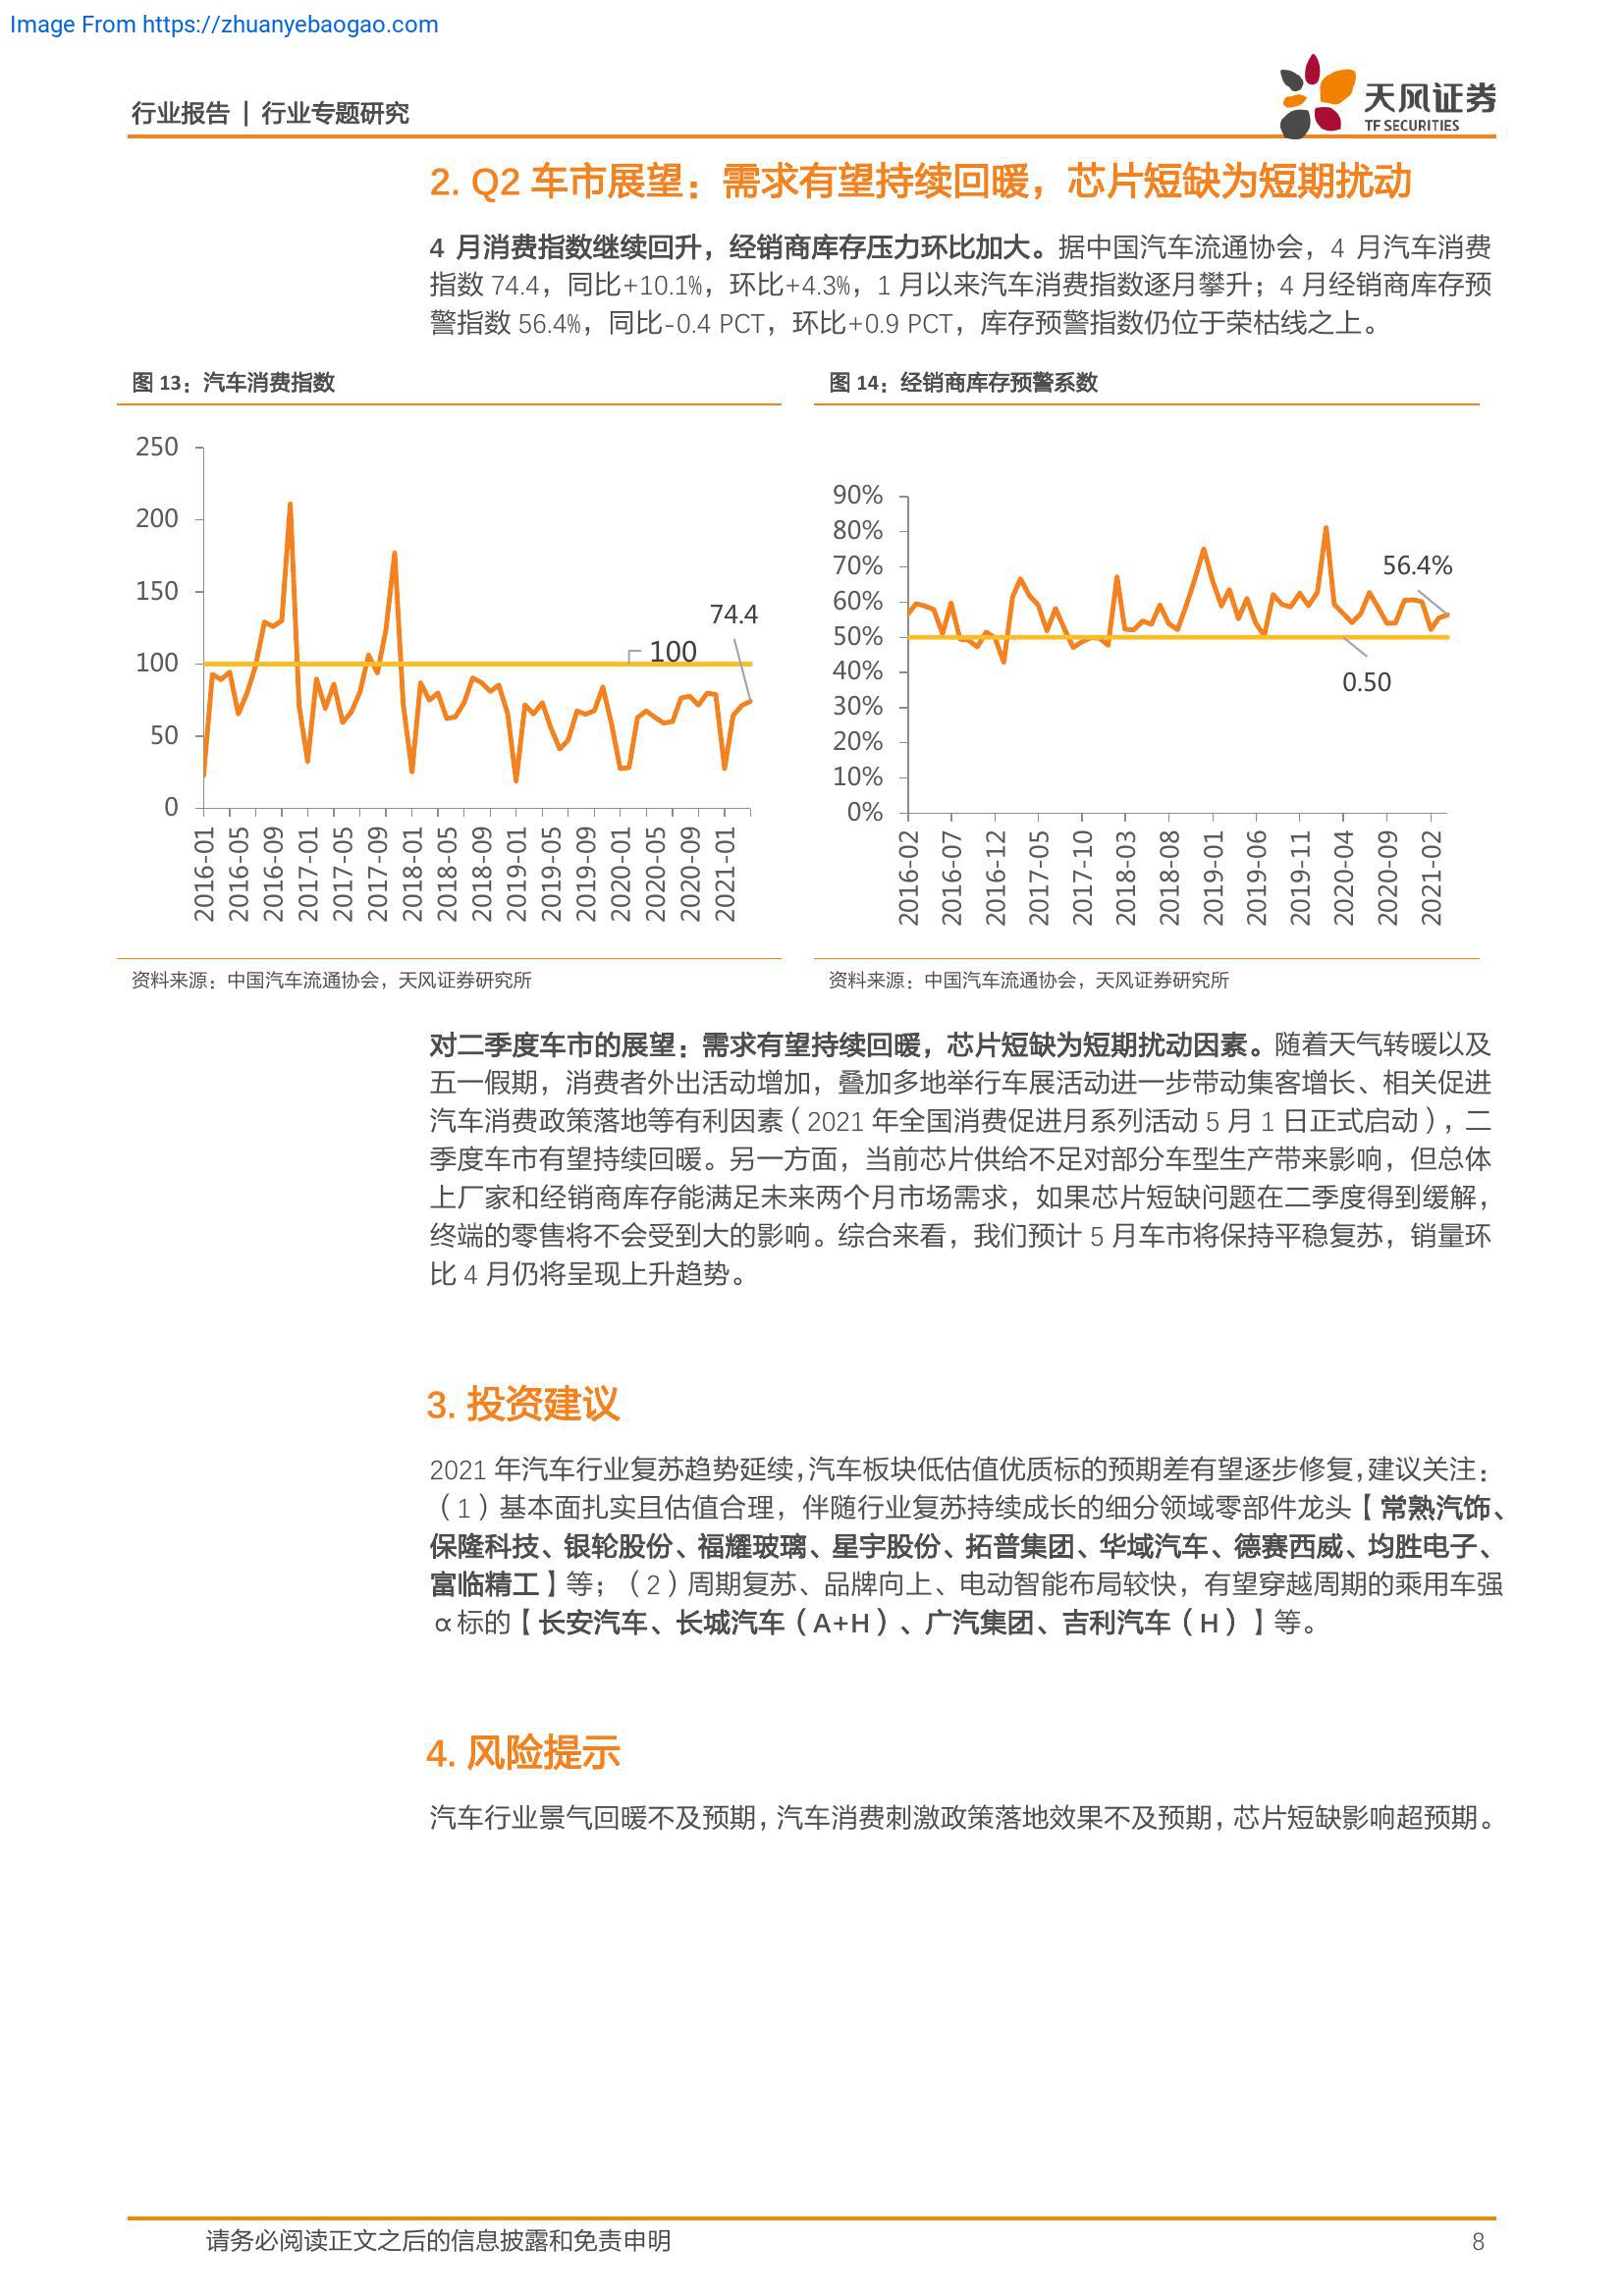 Image From https://zhuanyebaogao.com
行业报告 | 行业专题研究
天风证券
TF SECURITIES
2. Q2 车市展望：需求有望持续回暖，芯片短缺为短期扰动
4 月消费指数继续回升，经销商库存压力环比加大。据中国汽车流通协会，4 月汽车消费
指数 74.4，同比+10.1%，环比+4.3%，1 月以来汽车消费指数逐月攀升；4 月经销商库存预
警指数 56.4%，同比-0.4 PCT，环比+0.9 PCT，库存预警指数仍位于荣枯线之上。
图 13：汽车消费指数
250
200
150
100
50
0
74.4
100
2016-01
2016-05
2016-09
2017-01
2017-05
2017-09
2018-01
2018-05
2018-09
2019-01
2019-05
2019-09
2020-01
2020-05
2020-09
2021-01
资料来源：中国汽车流通协会，天风证券研究所
图 14：经销商库存预警系数
90%
80%
70%
60%
50%
40%
30%
20%
10%
0%
56.4%
0.50
2016-02
2016-07
2016-12
2017-05
2017-10
2018-03
2018-08
2019-01
2019-06
2019-11
2020-04
2020-09
2021-02
资料来源：中国汽车流通协会，天风证券研究所
对二季度车市的展望：需求有望持续回暖，芯片短缺为短期扰动因素。随着天气转暖以及
五一假期，消费者外出活动增加，叠加多地举行车展活动进一步带动集客增长、相关促进
汽车消费政策落地等有利因素（2021 年全国消费促进月系列活动 5 月 1 日正式启动），二
季度车市有望持续回暖。另一方面，当前芯片供给不足对部分车型生产带来影响，但总体
上厂家和经销商库存能满足未来两个月市场需求，如果芯片短缺问题在二季度得到缓解，
终端的零售将不会受到大的影响。综合来看，我们预计 5 月车市将保持平稳复苏，销量环
比 4 月仍将呈现上升趋势。
3. 投资建议
2021 年汽车行业复苏趋势延续，汽车板块低估值优质标的预期差有望逐步修复，建议关注：
（1）基本面扎实且估值合理，伴随行业复苏持续成长的细分领域零部件龙头【常熟汽饰、
保隆科技、银轮股份、福耀玻璃、星宇股份、拓普集团、华域汽车、德赛西威、均胜电子、
富临精工】等；（2）周期复苏、品牌向上、电动智能布局较快，有望穿越周期的乘用车强
α标的【长安汽车、长城汽车（A+H）、广汽集团、吉利汽车（H）】等。
4. 风险提示
汽车行业景气回暖不及预期，汽车消费刺激政策落地效果不及预期，芯片短缺影响超预期。
请务必阅读正文之后的信息披露和免责申明
8